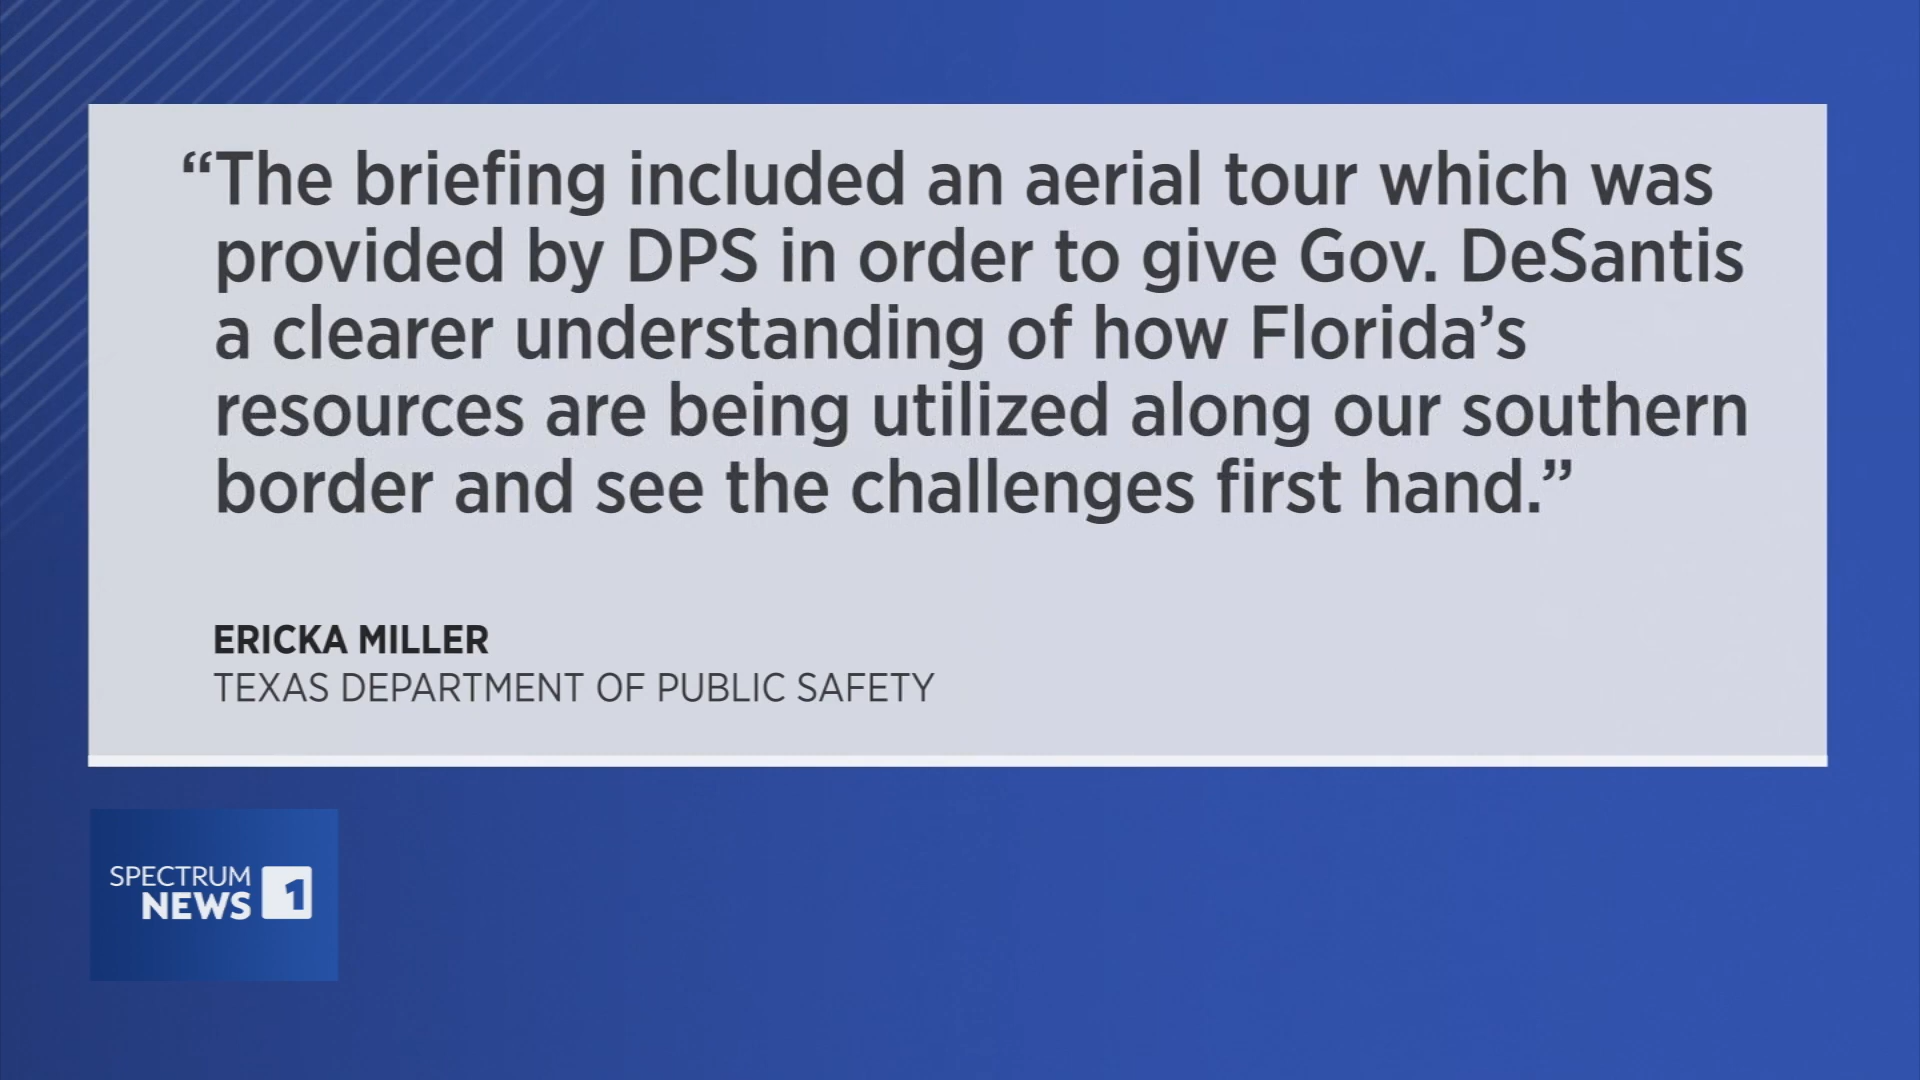 “The briefing included an aerial tour which was
provided by DPS in order to give Gov. DeSantis
a clearer understanding of how Florida’s
resources are being utilized along our southern
border and see the challenges first hand.”
ERICKA MILLER
TEXAS DEPARTMENT OF PUBLIC SAFETY
SPECTRUM
NEWS 1